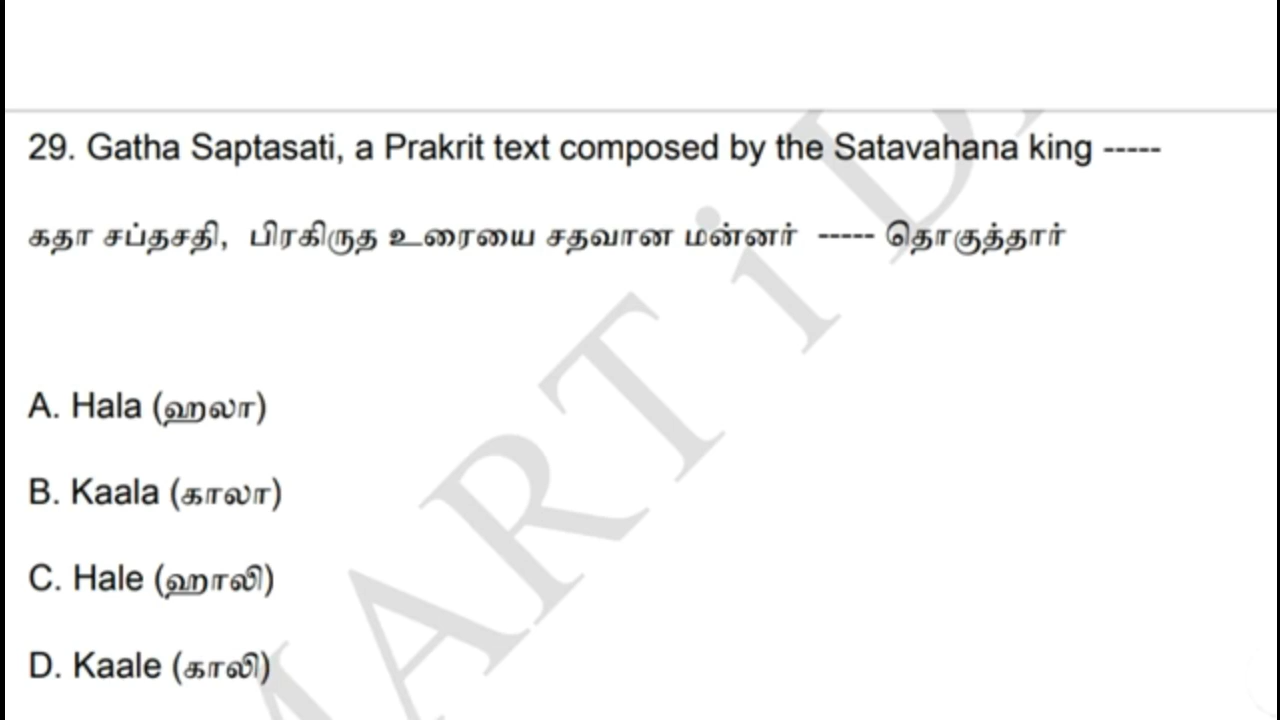 29. Gatha Saptasati, a Prakrit text composed by the Satavahana king -----
கதா சப்தசதி, பிரகிருத உரையை சதவான மன்னர் ----- தொகுத்தார்
A. Hala (ஹலா)
B. Kaala (காலா)
C. Hale (ஹாலி)
D. Kaale (காலி)
MART i D